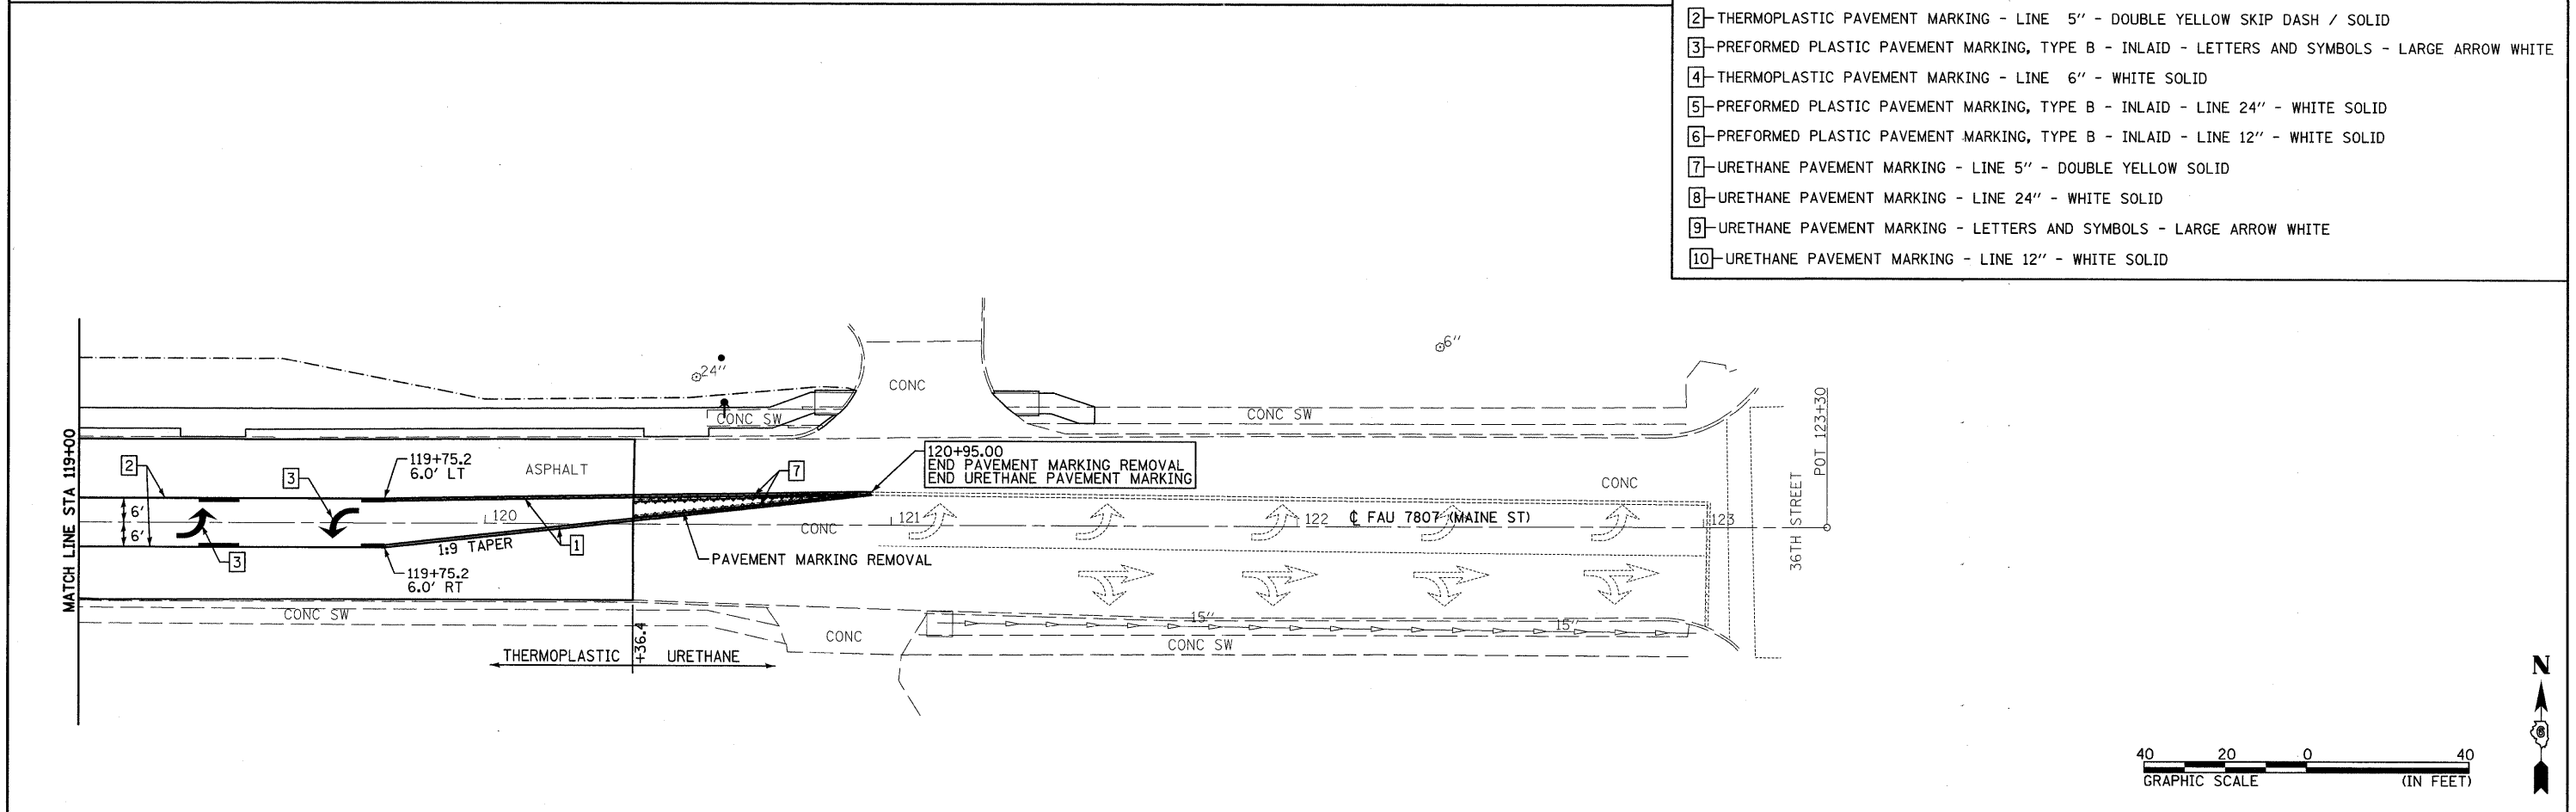 2 THERMOPLASTIC PAVEMENT MARKING - LINE 5" - DOUBLE YELLOW SKIP DASH / SOLID
3 PREFORMED PLASTIC PAVEMENT MARKING, TYPE B - INLAID - LETTERS AND SYMBOLS - LARGE ARROW WHITE
4 THERMOPLASTIC PAVEMENT MARKING - LINE 6" - WHITE SOLID
5 PREFORMED PLASTIC PAVEMENT MARKING, TYPE B - INLAID - LINE 24" - WHITE SOLID
6 PREFORMED PLASTIC PAVEMENT MARKING, TYPE B - INLAID - LINE 12" - WHITE SOLID
7 URETHANE PAVEMENT MARKING - LINE 5" - DOUBLE YELLOW SOLID
8 URETHANE PAVEMENT MARKING - LINE 24" - WHITE SOLID
9 URETHANE PAVEMENT MARKING - LETTERS AND SYMBOLS - LARGE ARROW WHITE
10 URETHANE PAVEMENT MARKING - LINE 12" - WHITE SOLID
6"
24"
CONC
CONC SW
CONC SW
MATCH LINE STA 119+00
2
3
119+75.2
6.0' LT
ASPHALT
7
120+95.00
END PAVEMENT MARKING REMOVAL
END URETHANE PAVEMENT MARKING
CONC
36TH STREET
POT 123+30
6'
6'
120
121
122
℄ FAU 7807 (MAINE ST)
123
CONC
3
1:9 TAPER
1
PAVEMENT MARKING REMOVAL
119+75.2
6.0' RT
CONC SW
15"
15"
CONC
CONC SW
+36.4
THERMOPLASTIC
URETHANE
N
6
40 20 0 40
GRAPHIC SCALE (IN FEET)